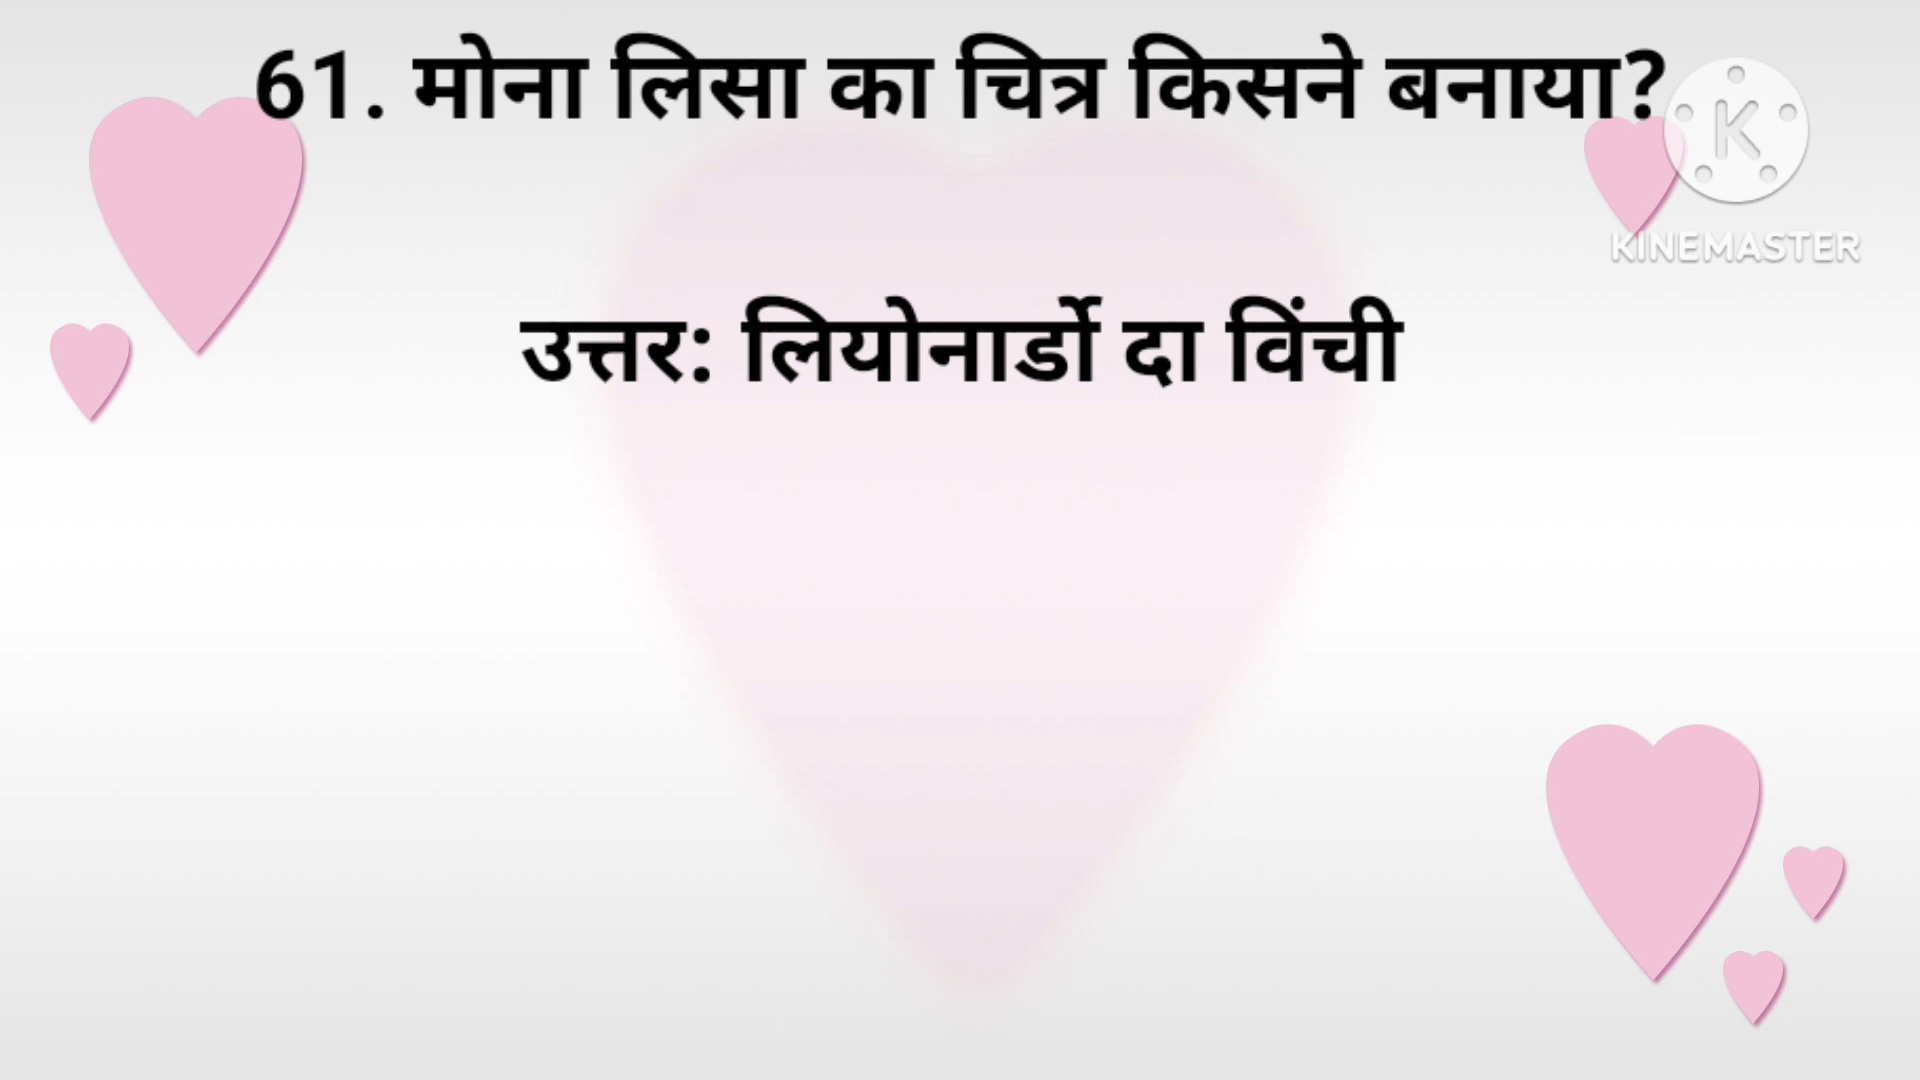 61. मोना लिसा का चित्र किसने बनाया?
K
KINEMASTER
उत्तर: लियोनार्डो दा विंची